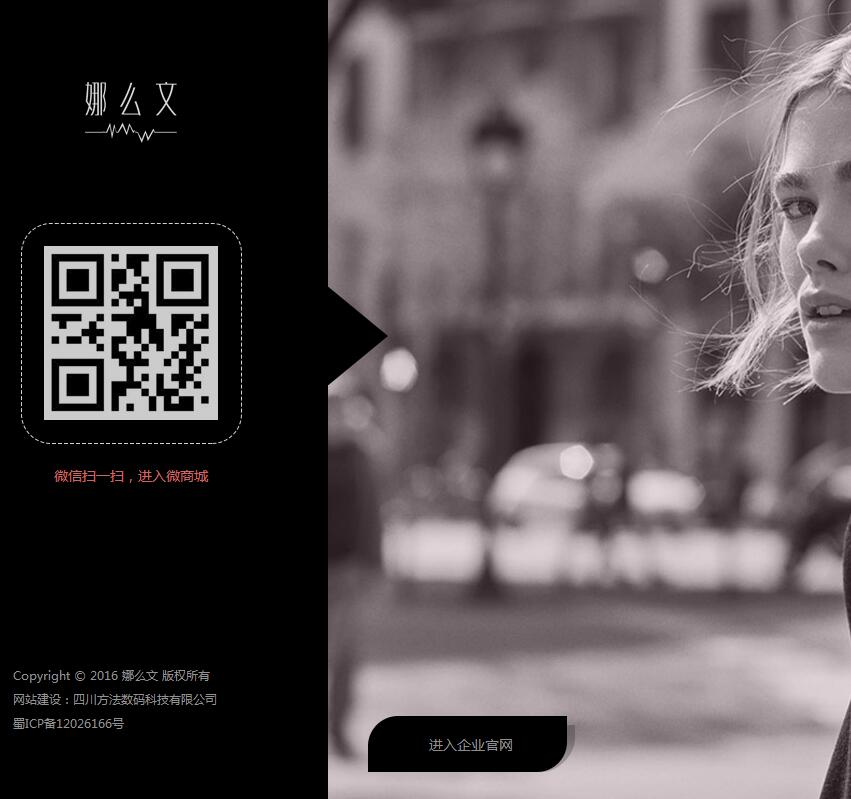 娜么文
微信扫一扫，进入微商城
Copyright © 2016 娜么文 版权所有
网站建设：四川方法数码科技有限公司
蜀ICP备12026166号
进入企业官网